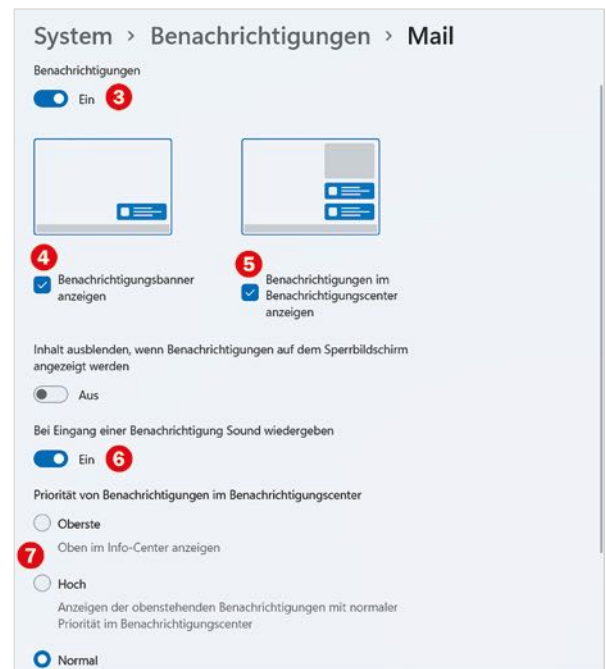 System > Benachrichtigungen > Mail
Benachrichtigungen
Ein 3
4
Benachrichtigungsbanner
anzeigen
5
Benachrichtigungen im
Benachrichtigungscenter
anzeigen
Inhalt ausblenden, wenn Benachrichtigungen auf dem Sperrbildschirm
angezeigt werden
Aus
Bei Eingang einer Benachrichtigung Sound wiedergeben
Ein 6
Priorität von Benachrichtigungen im Benachrichtigungscenter
Oberste
Oben im Info-Center anzeigen
7
Hoch
Anzeigen der obenstehenden Benachrichtigungen mit normaler
Priorität im Benachrichtigungscenter
Normal